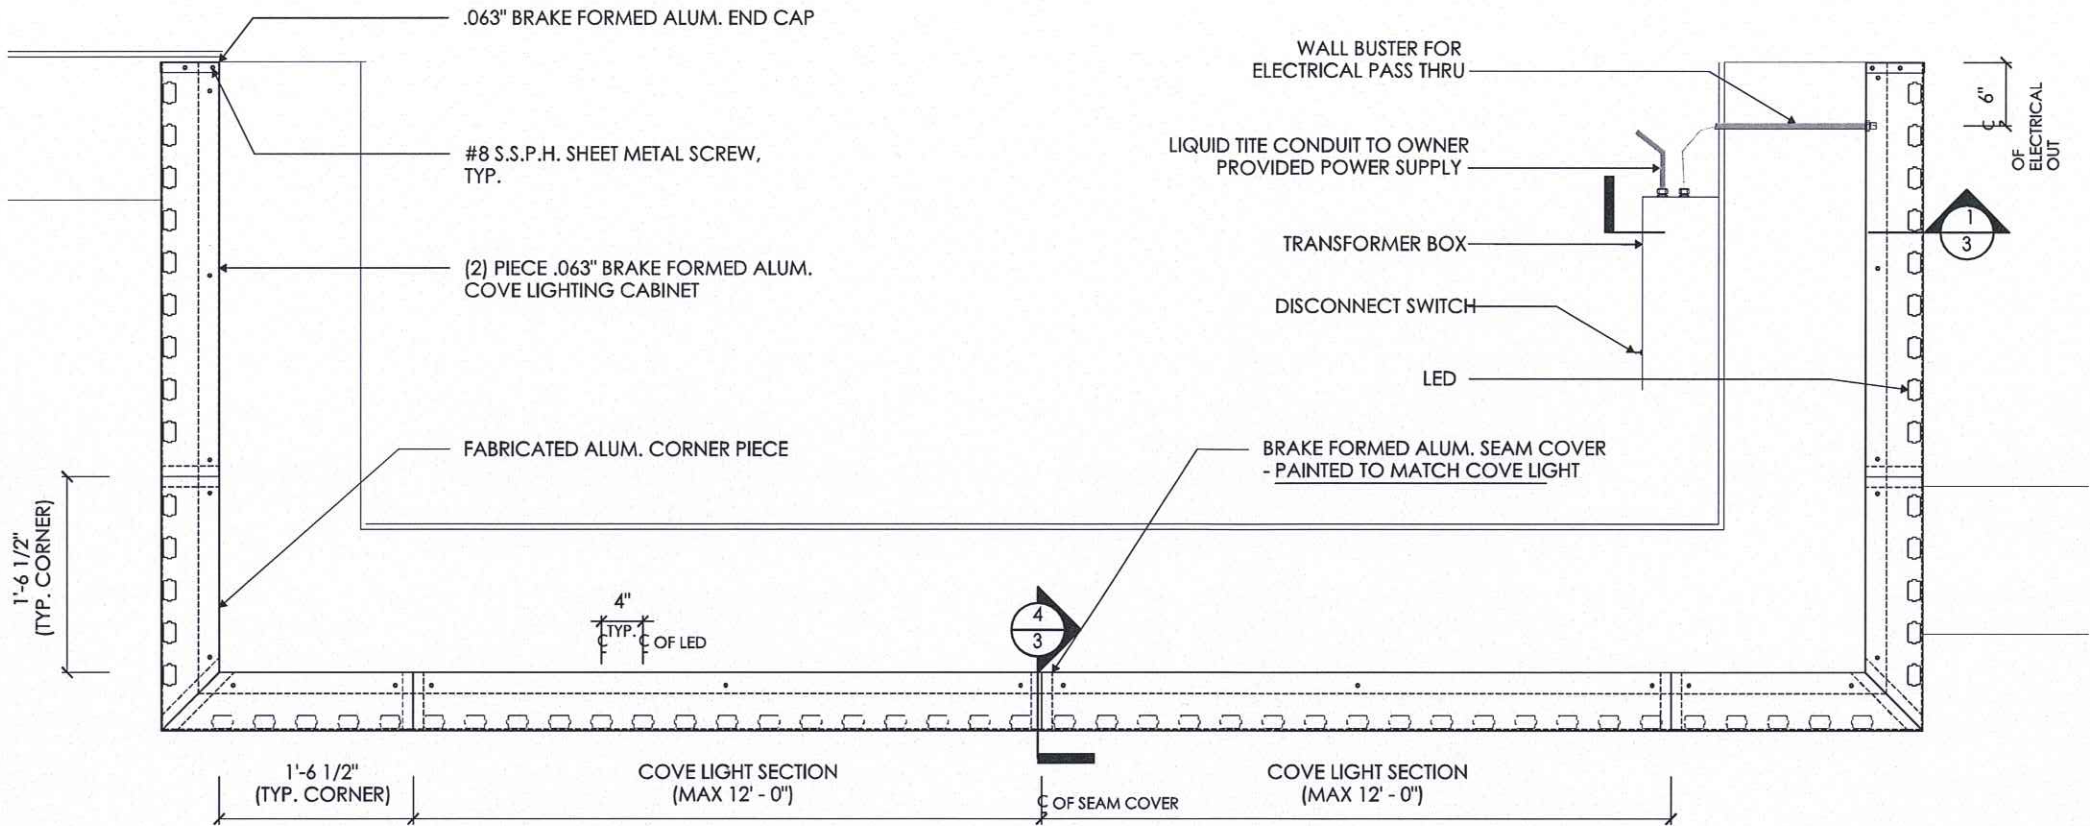 .063" BRAKE FORMED ALUM. END CAP
#8 S.S.P.H. SHEET METAL SCREW,
TYP.
(2) PIECE .063" BRAKE FORMED ALUM.
COVE LIGHTING CABINET
FABRICATED ALUM. CORNER PIECE
WALL BUSTER FOR
ELECTRICAL PASS THRU
LIQUID TITE CONDUIT TO OWNER
PROVIDED POWER SUPPLY
TRANSFORMER BOX
DISCONNECT SWITCH
LED
BRAKE FORMED ALUM. SEAM COVER
- PAINTED TO MATCH COVE LIGHT
6"
℄ OF
ELECTRICAL
OUT
1
3
1'-6 1/2"
(TYP. CORNER)
4"
TYP.
℄ ℄ OF LED
4
3
1'-6 1/2"
(TYP. CORNER)
COVE LIGHT SECTION
(MAX 12' - 0")
℄ OF SEAM COVER
COVE LIGHT SECTION
(MAX 12' - 0")